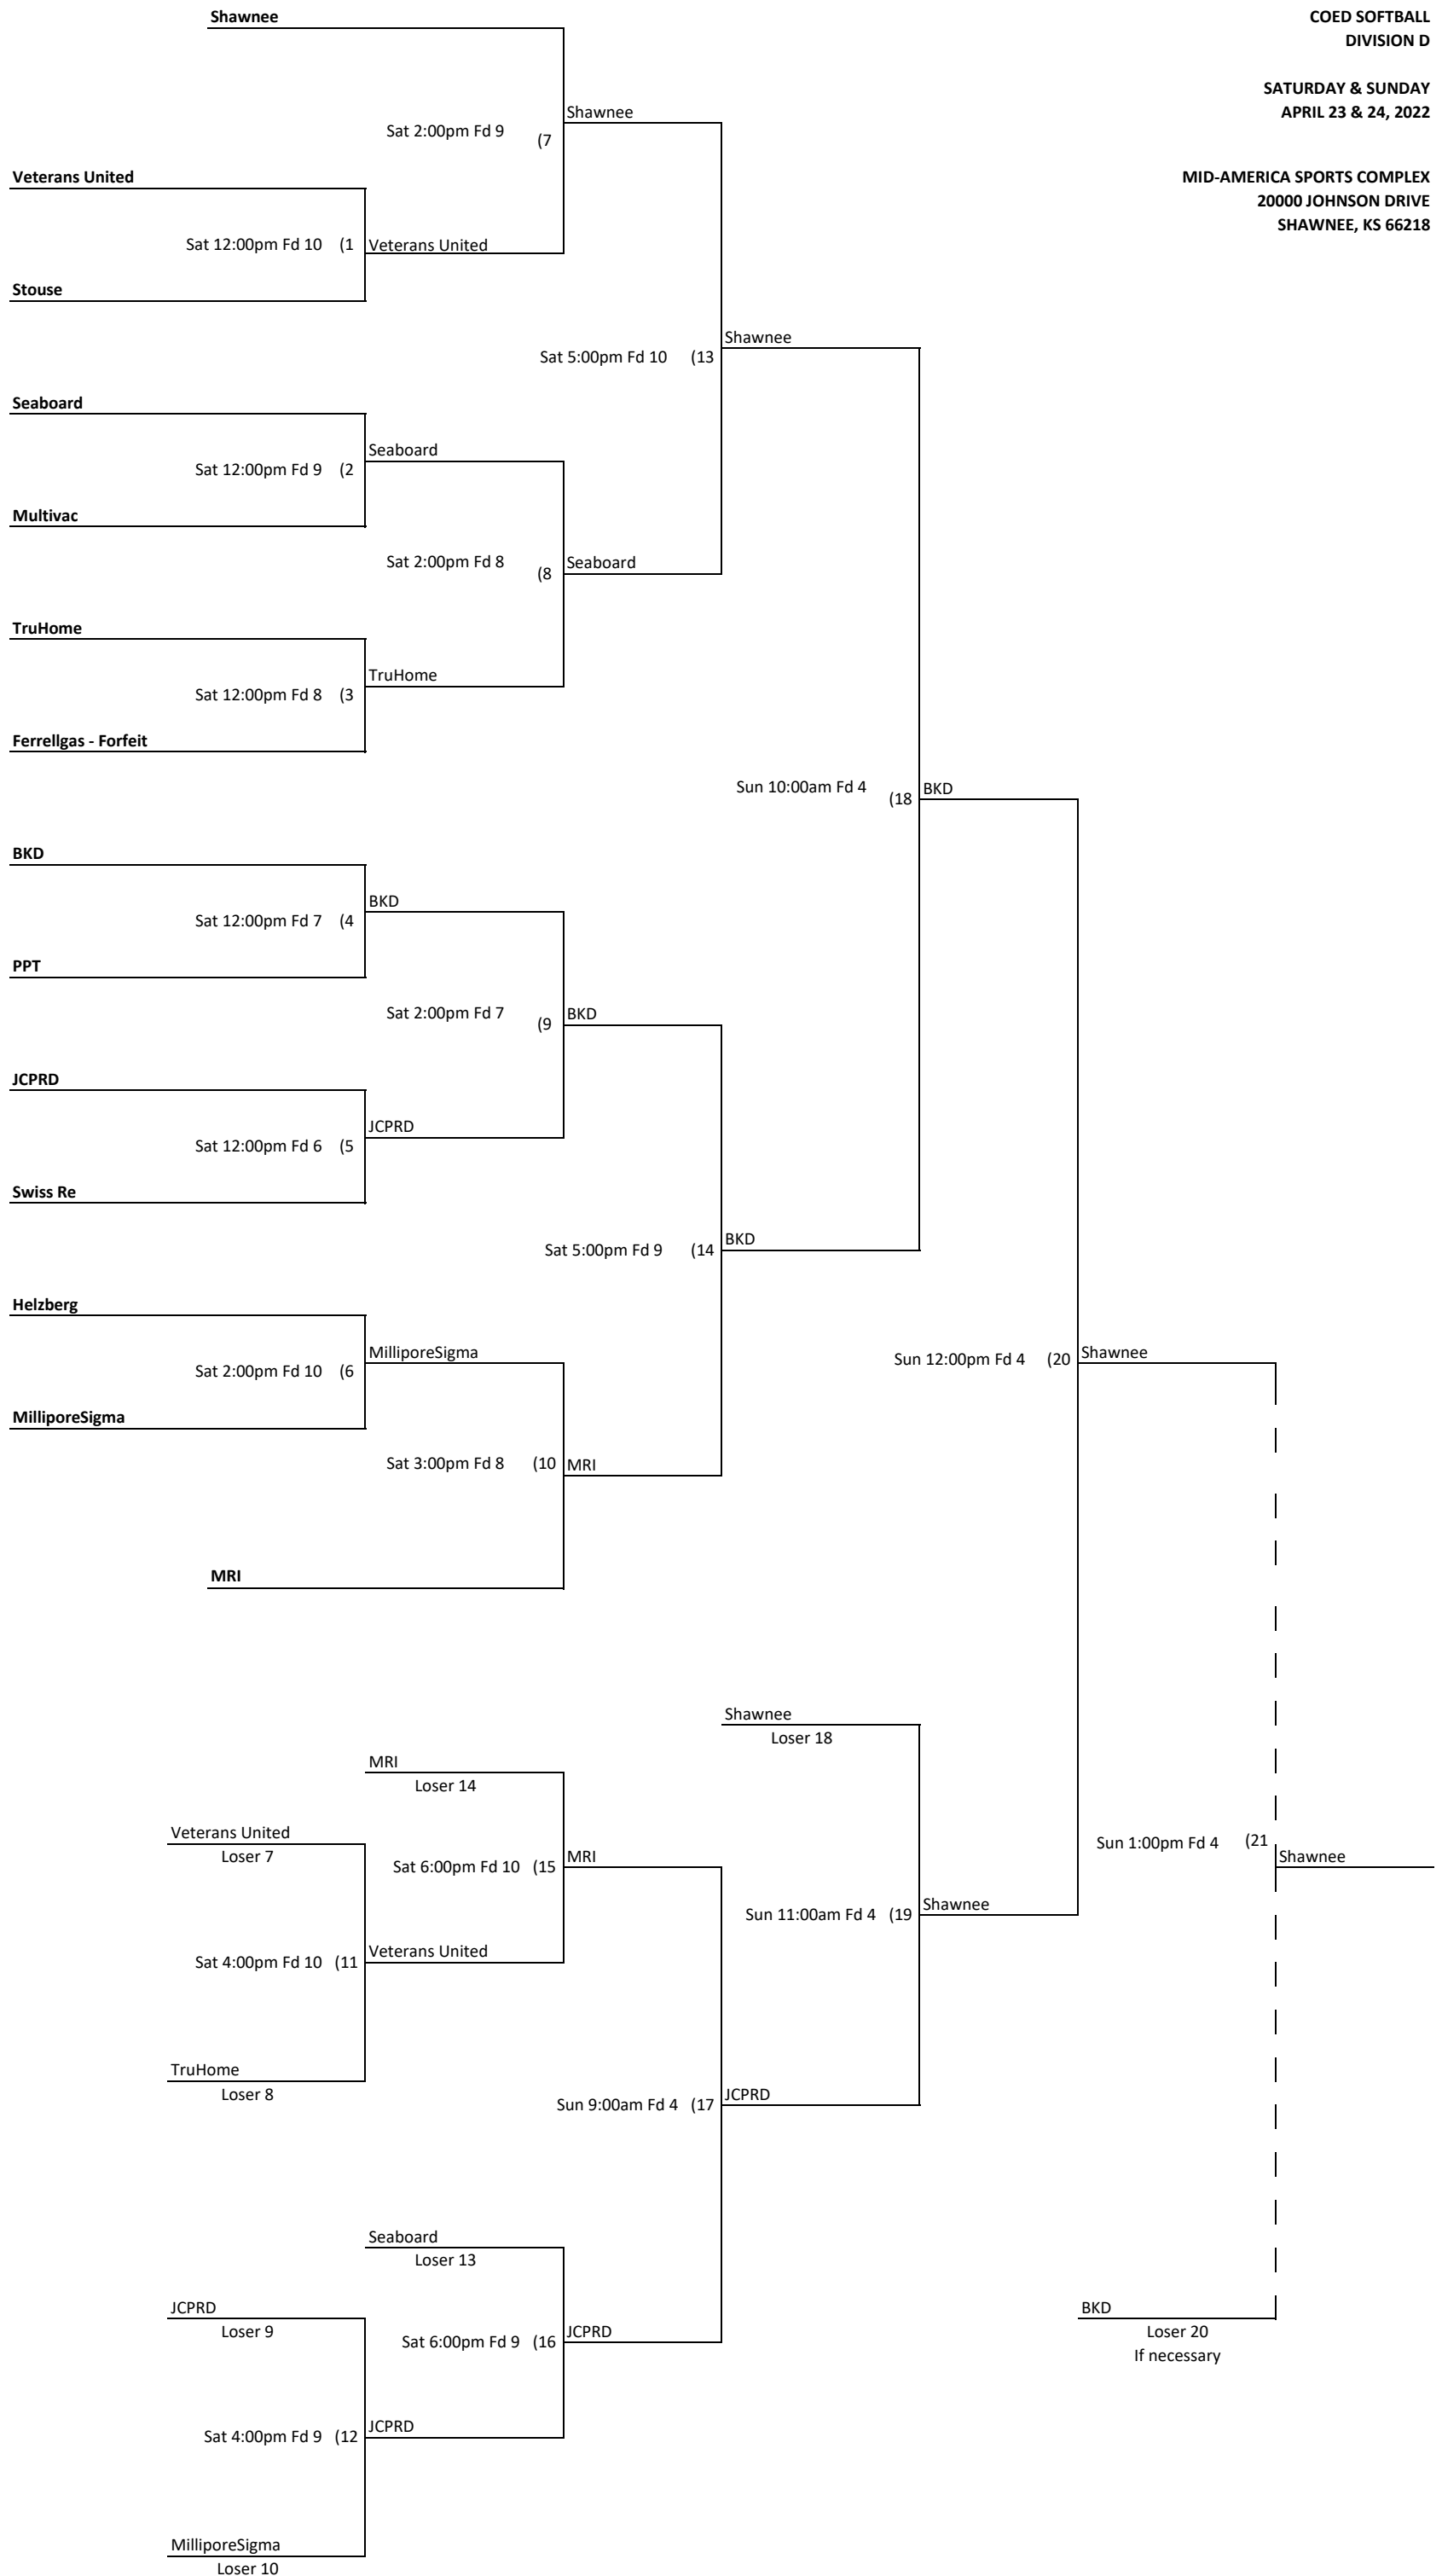 Shawnee
COED SOFTBALL
DIVISION D
SATURDAY & SUNDAY
APRIL 23 & 24, 2022
Shawnee
Sat 2:00pm Fd 9 (7
Veterans United
MID-AMERICA SPORTS COMPLEX
20000 JOHNSON DRIVE
SHAWNEE, KS 66218
Sat 12:00pm Fd 10 (1
Veterans United
Stouse
Shawnee
Sat 5:00pm Fd 10 (13
Seaboard
Seaboard
Sat 12:00pm Fd 9 (2
Multivac
Sat 2:00pm Fd 8 (8
Seaboard
TruHome
TruHome
Sat 12:00pm Fd 8 (3
Ferrellgas - Forfeit
Sun 10:00am Fd 4 (18
BKD
BKD
BKD
Sat 12:00pm Fd 7 (4
PPT
Sat 2:00pm Fd 7 (9
BKD
JCPRD
JCPRD
Sat 12:00pm Fd 6 (5
Swiss Re
BKD
Sat 5:00pm Fd 9 (14
Helzberg
MilliporeSigma
Sat 2:00pm Fd 10 (6
Sun 12:00pm Fd 4 (20
Shawnee
MilliporeSigma
Sat 3:00pm Fd 8 (10
MRI
MRI
Shawnee
Loser 18
MRI
Loser 14
Veterans United
Loser 7
Sun 1:00pm Fd 4 (21
Shawnee
Sat 6:00pm Fd 10 (15
MRI
Sun 11:00am Fd 4 (19
Shawnee
Sat 4:00pm Fd 10 (11
Veterans United
TruHome
Loser 8
Sun 9:00am Fd 4 (17
JCPRD
Seaboard
Loser 13
JCPRD
Loser 9
BKD
Loser 20
If necessary
Sat 6:00pm Fd 9 (16
JCPRD
Sat 4:00pm Fd 9 (12
JCPRD
MilliporeSigma
Loser 10